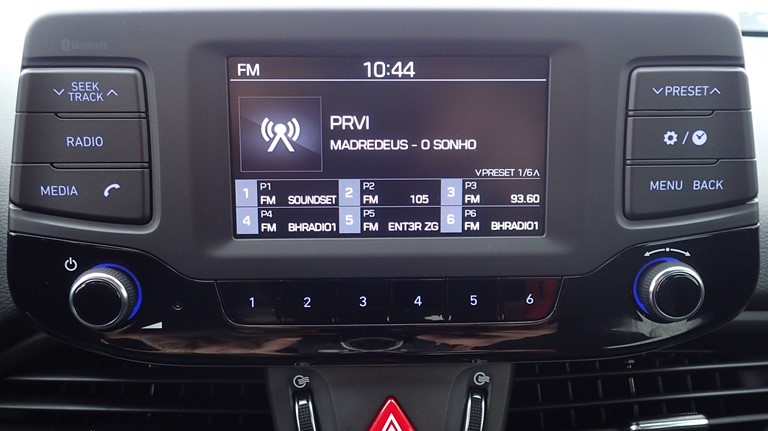 Bluetooth
FM 10:44
SEEK
TRACK
RADIO
MEDIA
PRVI
MADREDEUS - O SONHO
PRESET 1/6
1 P1 FM SOUNDSET 2 P2 FM 105 3 P3 FM 93.60
4 P4 FM BHRADIO1 5 P5 FM ENT3R ZG 6 P6 FM BHRADIO1
PRESET
/
MENU BACK
1 2 3 4 5 6